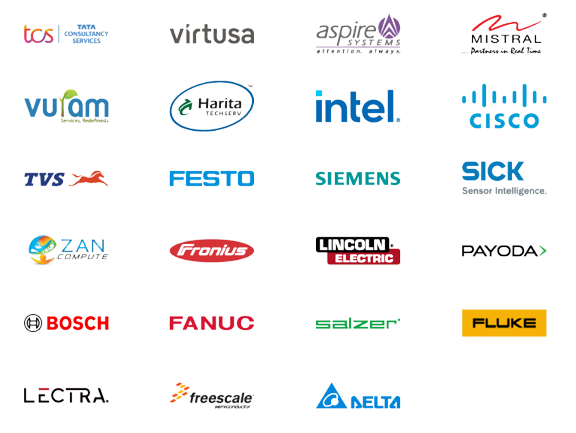 tcs TATA
CONSULTANCY
SERVICES
virtusa
aspire
SYSTEMS
attention. always.
MISTRAL®
... Partners in Real Time
vuram
Services. Redefined.
Harita™
TECHSERV
intel®
CISCO
TVS
FESTO
SIEMENS
SICK
Sensor Intelligence.
ZAN
COMPUTE
Fronius
LINCOLN®
ELECTRIC
PAYODA
BOSCH
FANUC
salzer
FLUKE®
LECTRA
freescale
semiconductor
DELTA